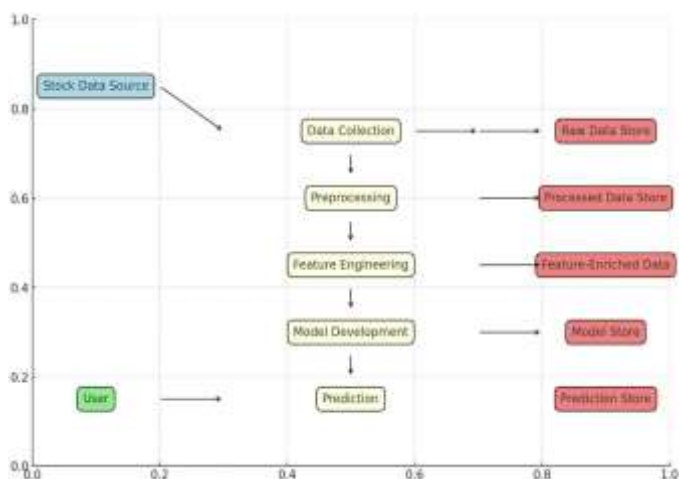 1.0
Stock Data Source
0.8
Data Collection
Raw Data Store
0.6
Preprocessing
Processed Data Store
Feature Engineering
Feature-Enriched Data
0.4
Model Development
Model Store
0.2
User
Prediction
Prediction Store
0.0
0.0 0.2 0.4 0.6 0.8 1.0